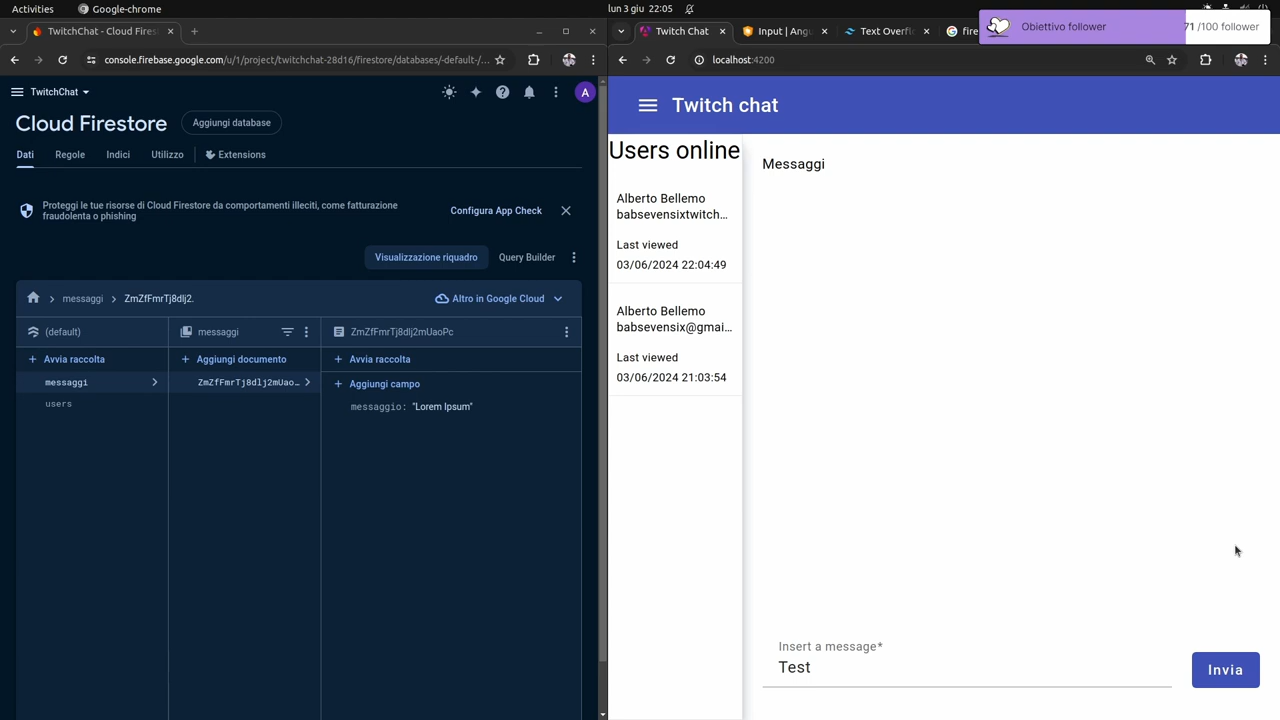 Activities
Google-chrome
lun 3 giu 22:05
TwitchChat - Cloud Fires
console.firebase.google.com/u/1/project/twitchchat-28d16/firestore/databases/-default-/...
TwitchChat
A
Cloud Firestore
Aggiungi database
Dati
Regole
Indici
Utilizzo
Extensions
Proteggi le tue risorse di Cloud Firestore da comportamenti illeciti, come fatturazione
fraudolenta o phishing
Configura App Check
Visualizzazione riquadro
Query Builder
messaggi
ZmZfFmrTj8dlj2.
Altro in Google Cloud
(default)
messaggi
ZmZfFmrTj8dlj2mUaoPc
Avvia raccolta
Aggiungi documento
Avvia raccolta
messaggi
ZmZfFmrTj8dlj2mUao…
Aggiungi campo
users
messaggio: "Lorem Ipsum"
Obiettivo follower
71 /100 follower
Twitch Chat
Input | Angu
Text Overfl
fire
localhost:4200
Twitch chat
Users online
Alberto Bellemo
babsevensixtwitch...
Last viewed
03/06/2024 22:04:49
Alberto Bellemo
babsevensix@gmai...
Last viewed
03/06/2024 21:03:54
Messaggi
Insert a message*
Test
Invia